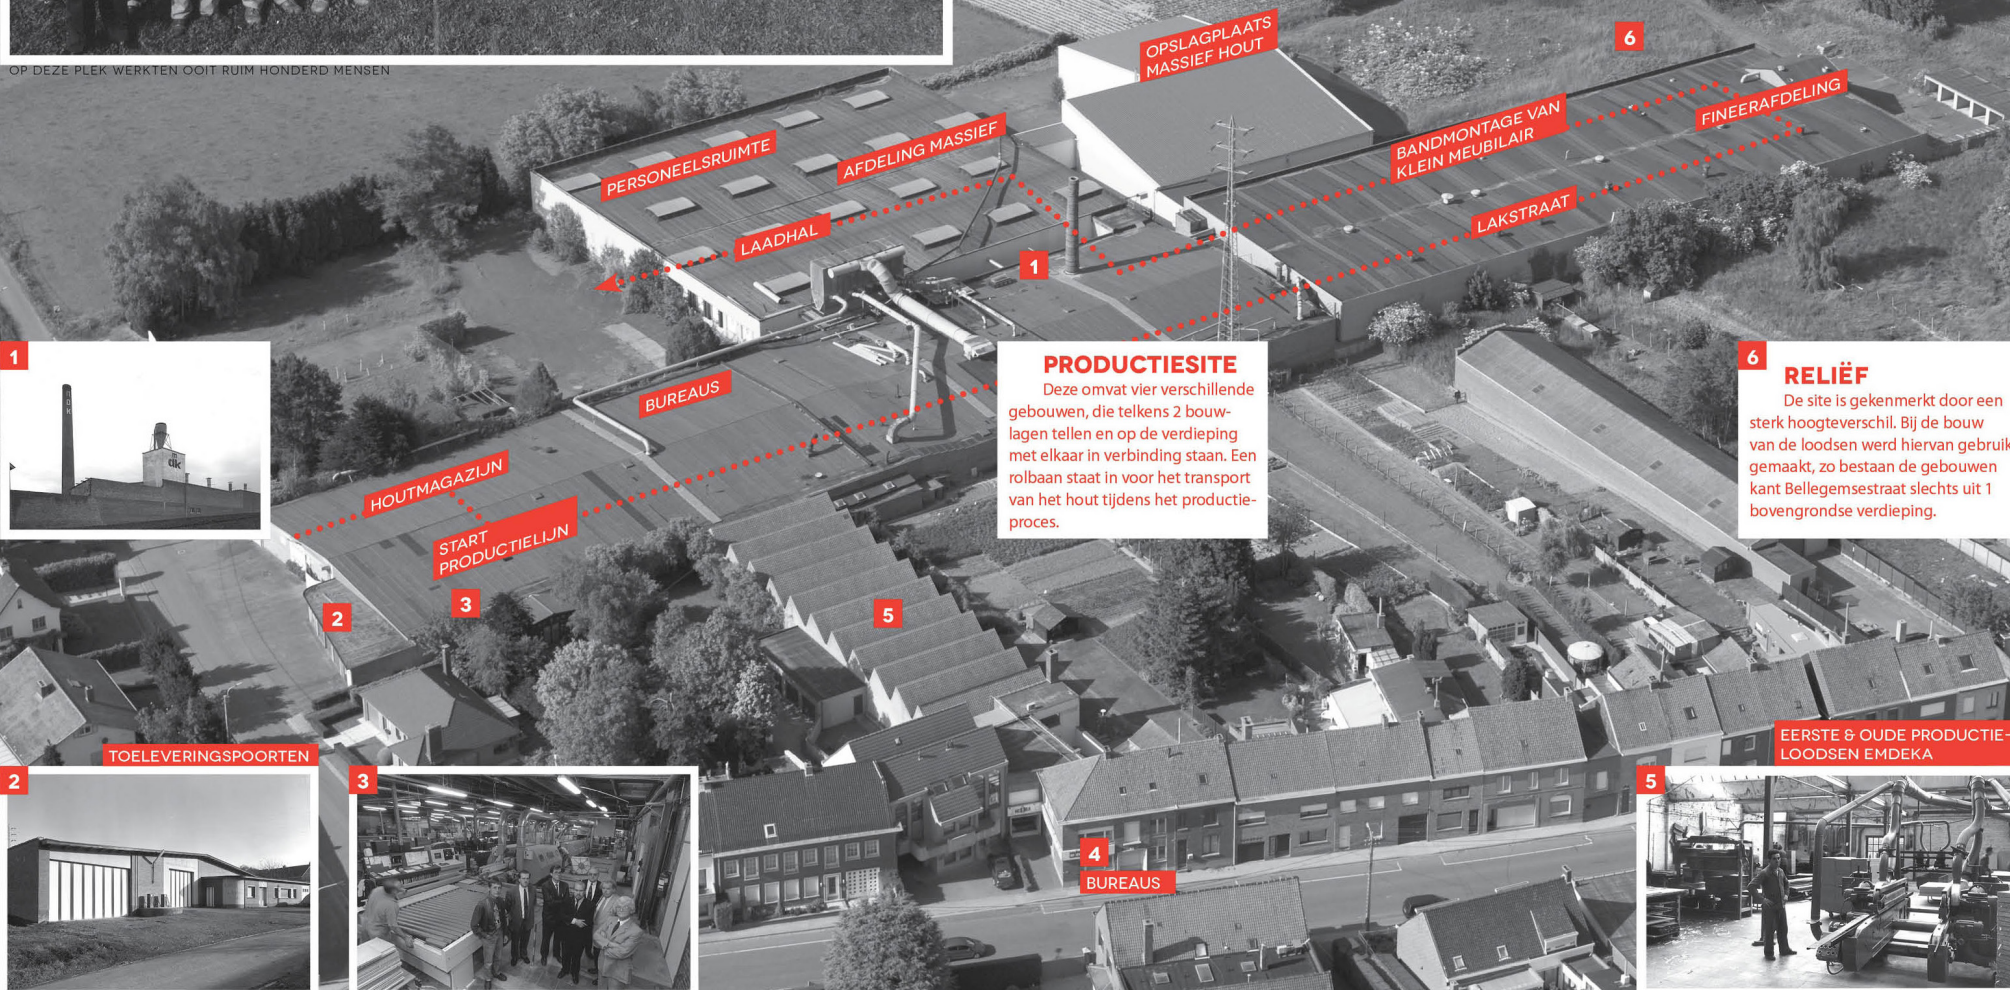 OP DEZE PLEK WERKTEN OOIT RUIM HONDERD MENSEN
OPSLAGPLAATS
MASSIEF HOUT
6
PERSONEELSRUIMTE
AFDELING MASSIEF
BANDMONTAGE VAN
KLEIN MEUBILAIR
FINEERAFDELING
LAADHAL
LAKSTRAAT
1
1
BUREAUS
HOUTMAGAZIJN
START
PRODUCTIELIJN
PRODUCTIESITE
Deze omvat vier verschillende
gebouwen, die telkens 2 bouw-
lagen tellen en op de verdieping
met elkaar in verbinding staan. Een
rolbaan staat in voor het transport
van het hout tijdens het productie-
proces.
6
RELIËF
De site is gekenmerkt door een
sterk hoogteverschil. Bij de bouw
van de loodsen werd hiervan gebruik
gemaakt, zo bestaan de gebouwen
kant Bellegemsestraat slechts uit 1
bovengrondse verdieping.
2
3
5
TOELEVERINGSPOORTEN
2
3
4
BUREAUS
EERSTE & OUDE PRODUCTIE-
LOODSEN EMDEKA
5